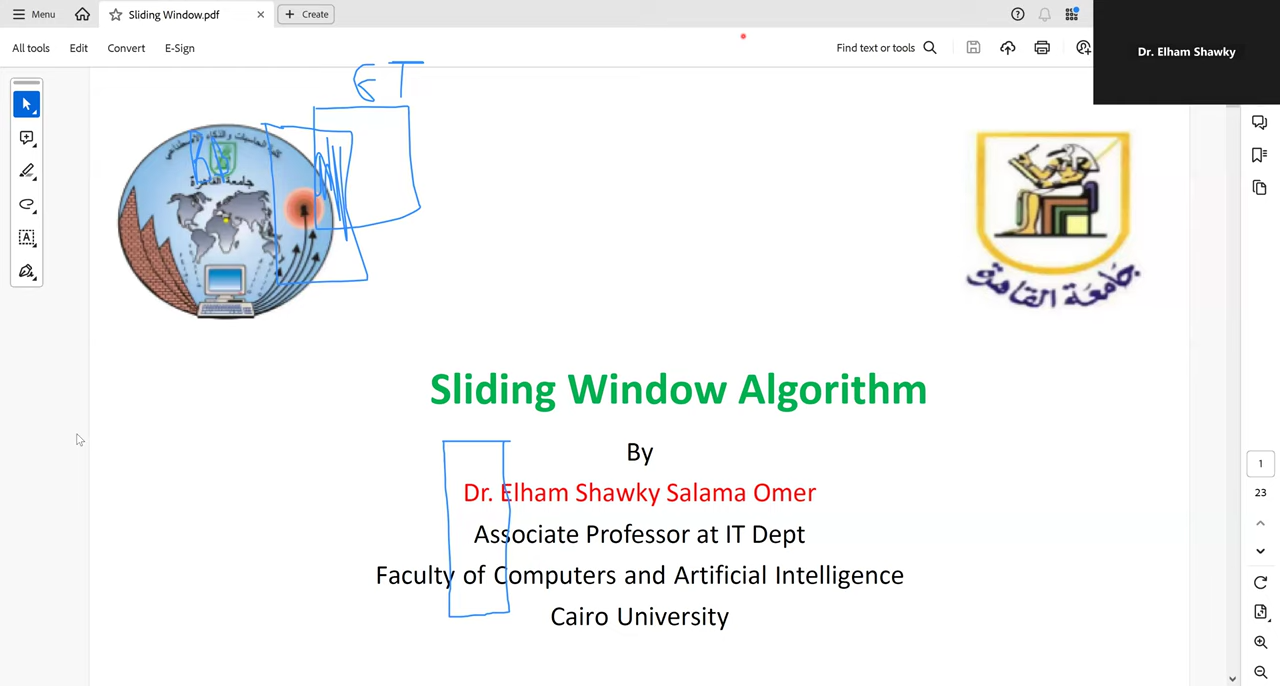 Menu
Sliding Window.pdf
Create
All tools
Edit
Convert
E-Sign
Find text or tools
Dr. Elham Shawky
جامعة القاهرة
جامعة القاهرة
Sliding Window Algorithm
By
Dr. Elham Shawky Salama Omer
Associate Professor at IT Dept
Faculty of Computers and Artificial Intelligence
Cairo University
1
23